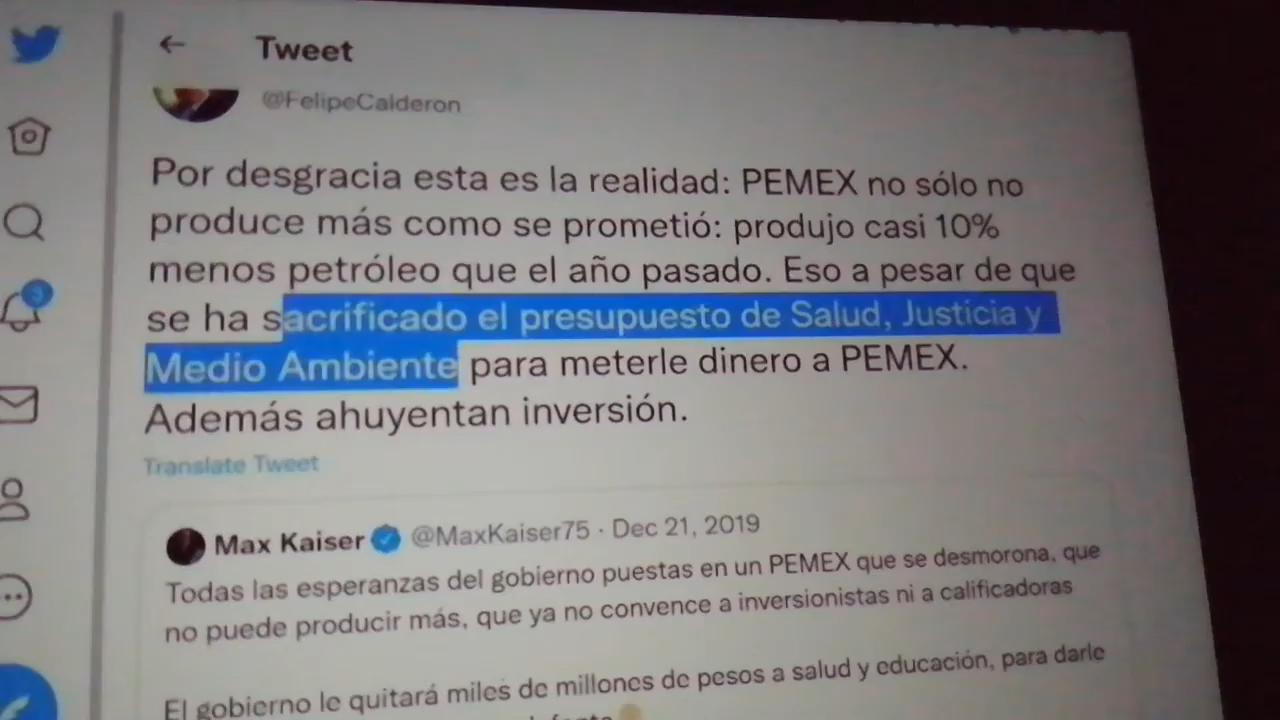 Tweet
@FelipeCalderon
Por desgracia esta es la realidad: PEMEX no sólo no
produce más como se prometió: produjo casi 10%
menos petróleo que el año pasado. Eso a pesar de que
se ha sacrificado el presupuesto de Salud, Justicia y
Medio Ambiente para meterle dinero a PEMEX.
Además ahuyentan inversión.
Translate Tweet
Max Kaiser @MaxKaiser75 · Dec 21, 2019
Todas las esperanzas del gobierno puestas en un PEMEX que se desmorona, que
no puede producir más, que ya no convence a inversionistas ni a calificadoras
El gobierno le quitará miles de millones de pesos a salud y educación, para darle